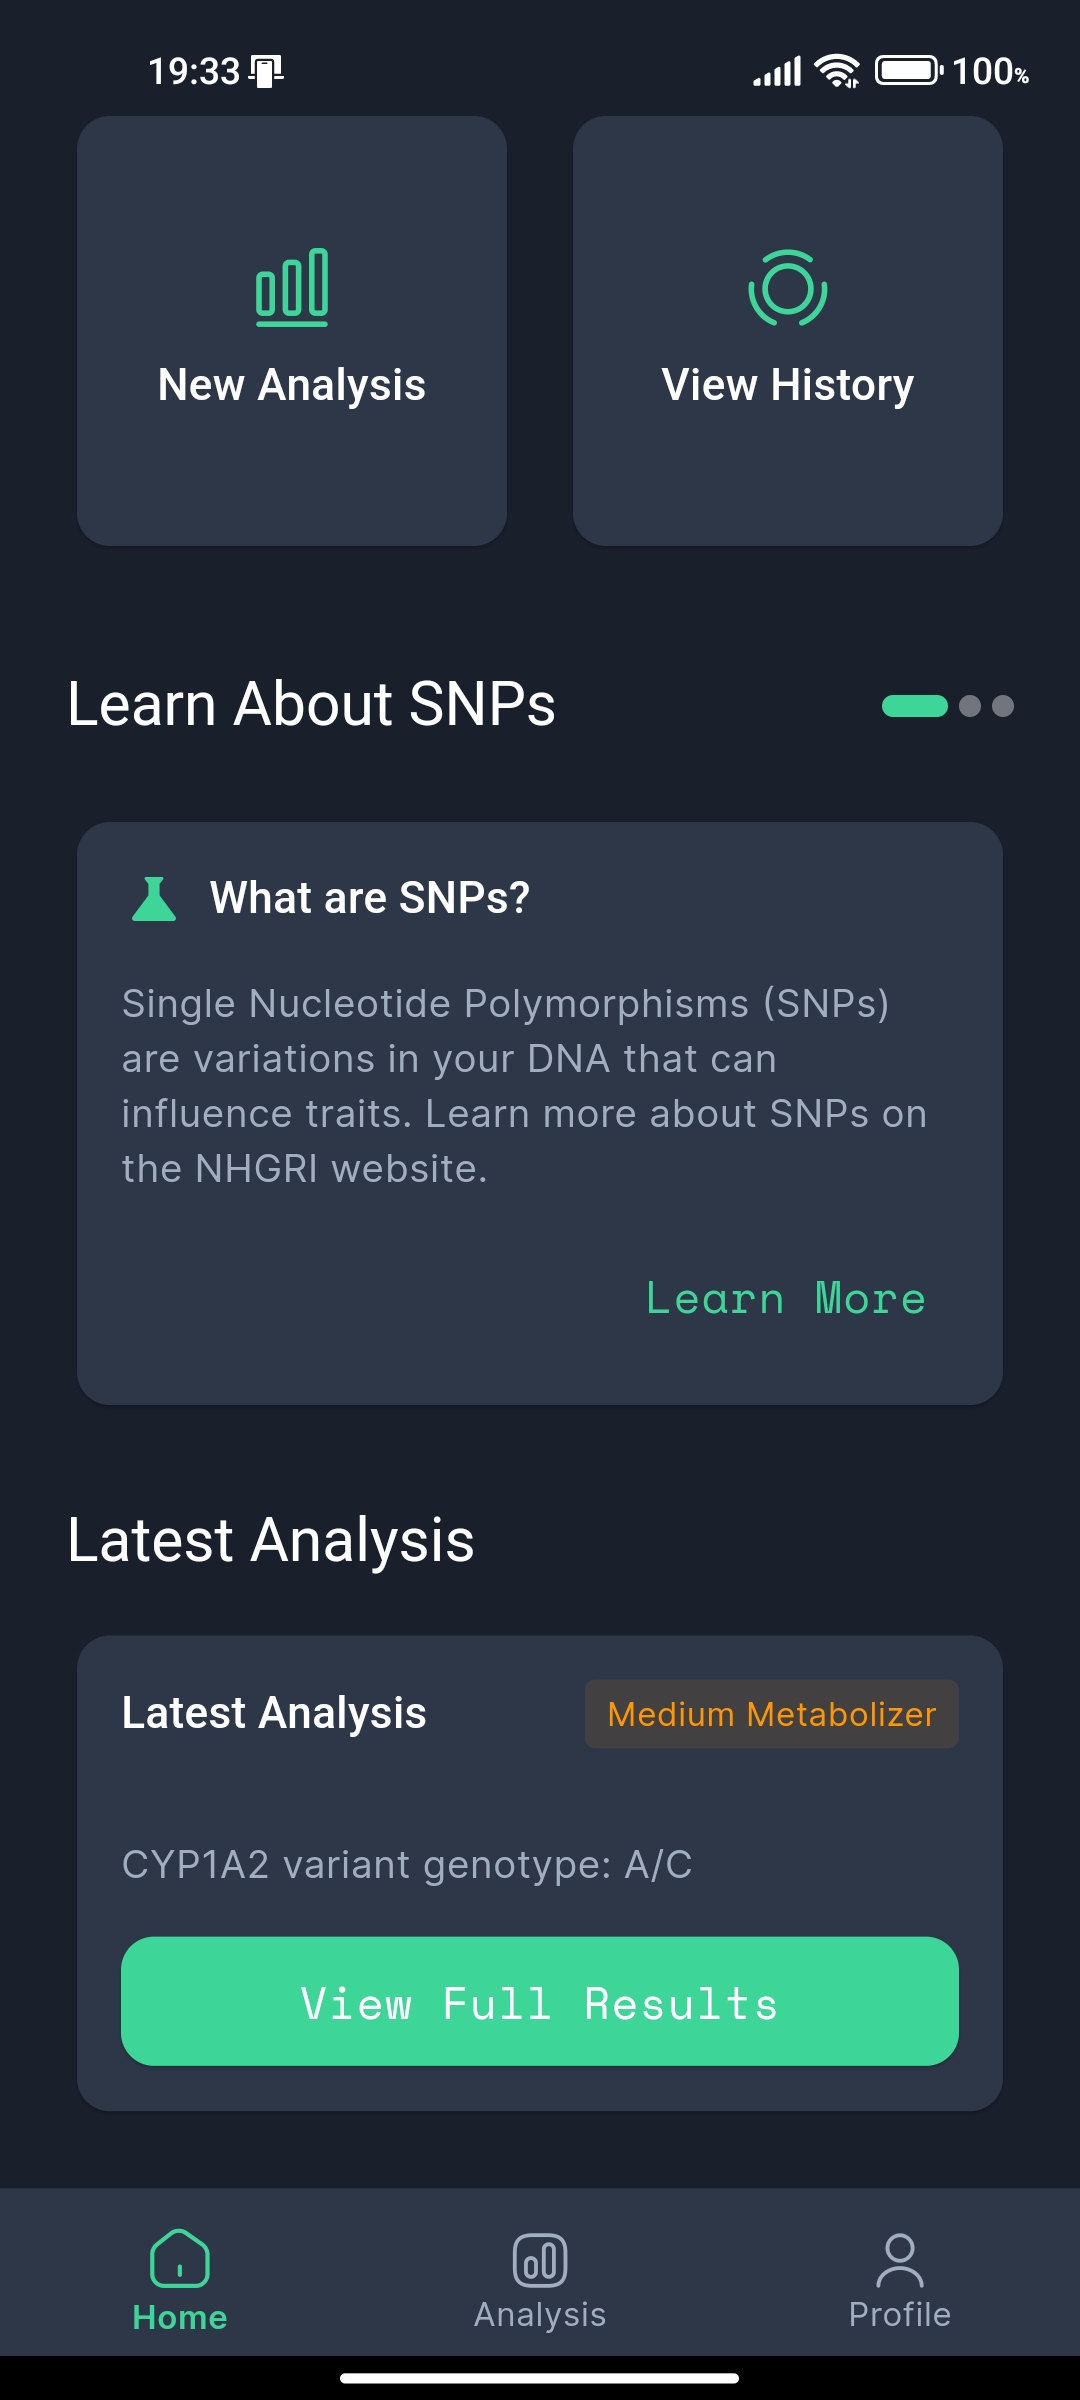 19:33
100%
New Analysis
View History
Learn About SNPs
What are SNPs?
Single Nucleotide Polymorphisms (SNPs)
are variations in your DNA that can
influence traits. Learn more about SNPs on
the NHGRI website.
Learn More
Latest Analysis
Latest Analysis
Medium Metabolizer
CYP1A2 variant genotype: A/C
View Full Results
Home
Analysis
Profile